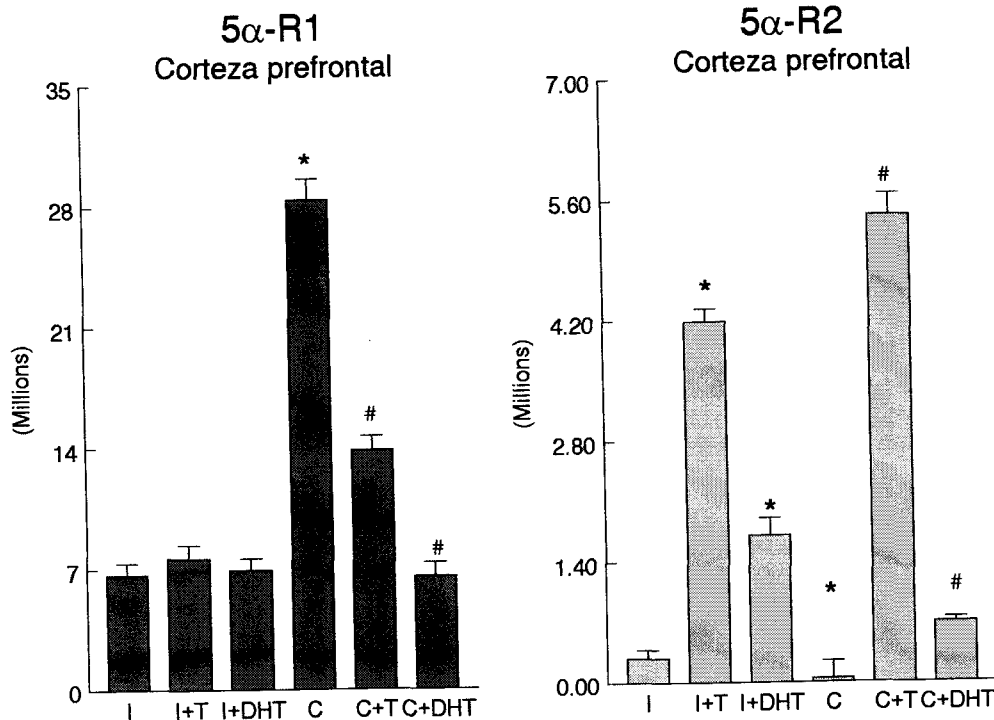 5α-R1
Corteza prefrontal
35
28
21
14
7
0
(Millions)
*
#
#
I I+T I+DHT C C+T C+DHT
5α-R2
Corteza prefrontal
7.00
5.60
4.20
2.80
1.40
0.00
(Millions)
*
*
*
#
#
I I+T I+DHT C C+T C+DHT